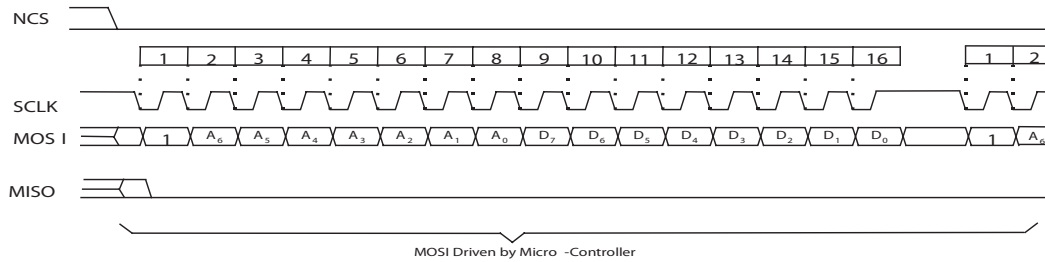 NCS
1 2 3 4 5 6 7 8 9 10 11 12 13 14 15 16 1 2
SCLK
MOS I 1 A6 A5 A4 A3 A2 A1 A0 D7 D6 D5 D4 D3 D2 D1 D0 1 A6
MISO
MOSI Driven by Micro -Controller